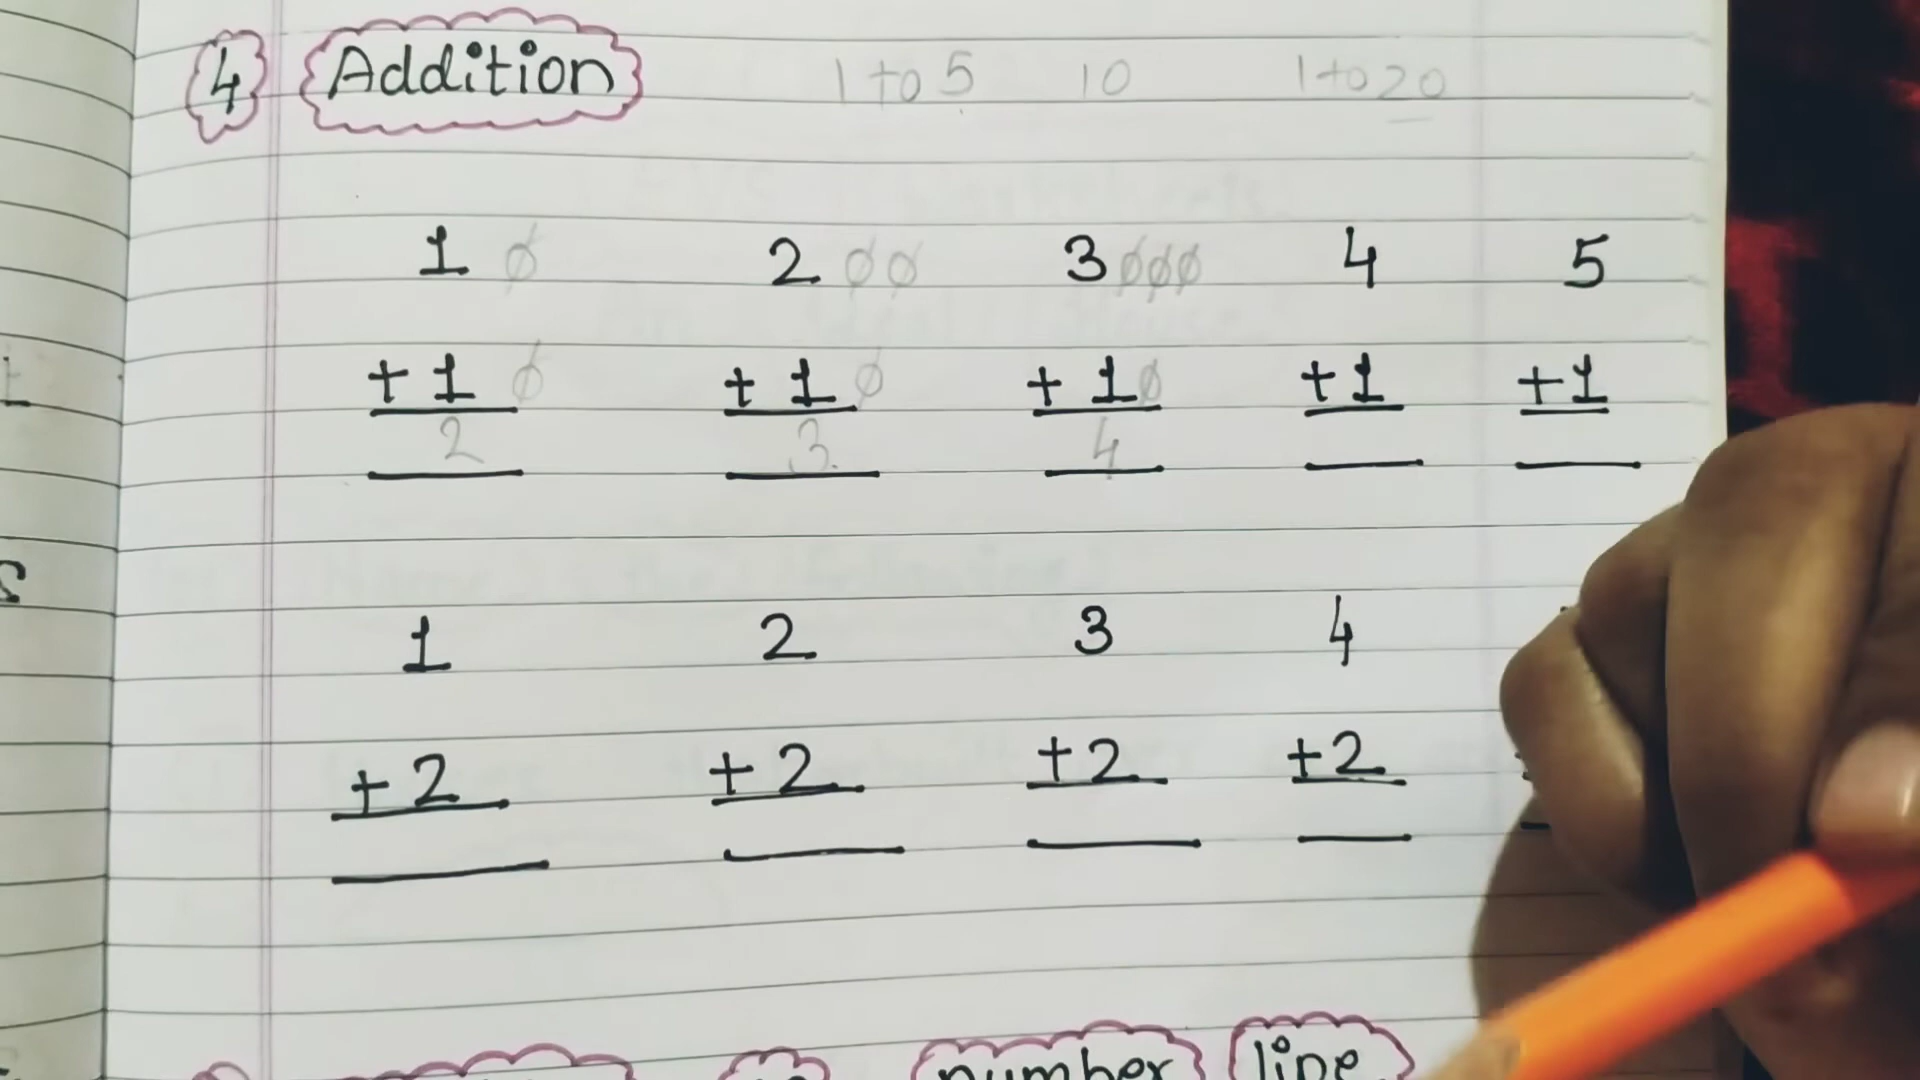 4 Addition 1 to 5 10 1 to 20
1 2 3 4 5
+1 +1 +1 +1 +1
2 3 4
1 2 3 4
+2 +2 +2 +2
number line